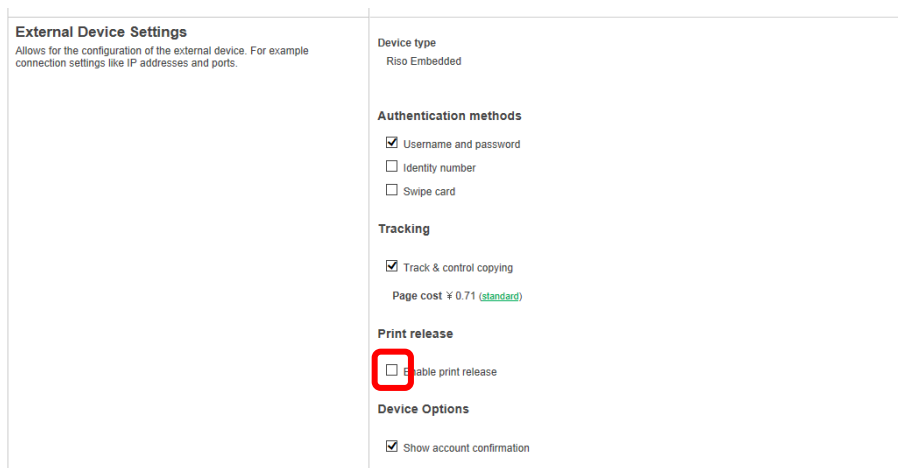 External Device Settings
Allows for the configuration of the external device. For example
connection settings like IP addresses and ports.
Device type
Riso Embedded
Authentication methods
Username and password
Identity number
Swipe card
Tracking
Track & control copying
Page cost ¥ 0.71 (standard)
Print release
Enable print release
Device Options
Show account confirmation